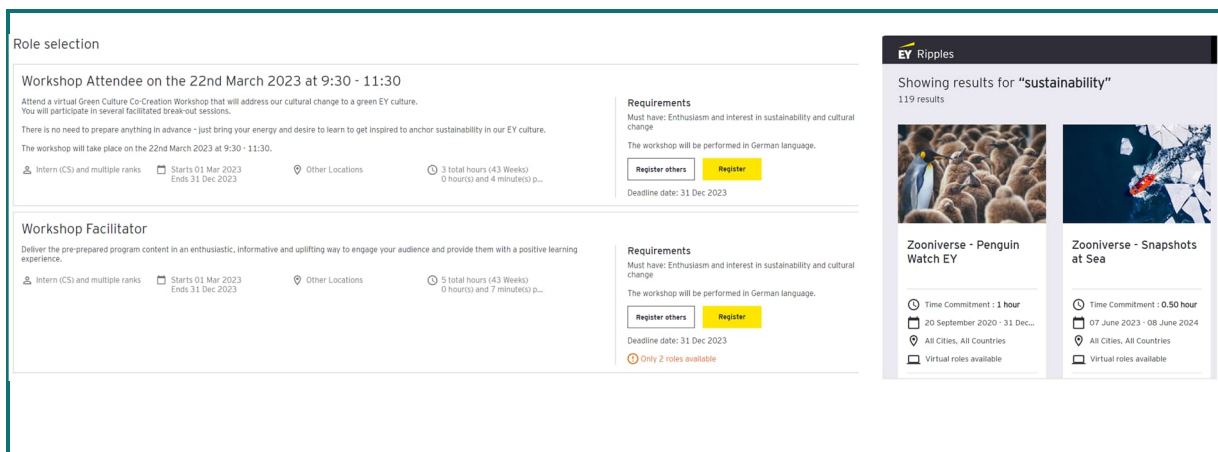 Role selection
Workshop Attendee on the 22nd March 2023 at 9:30 - 11:30
Attend a virtual Green Culture Co-Creation Workshop that will address our cultural change to a green EY culture.
You will participate in several facilitated break-out sessions.
There is no need to prepare anything in advance - just bring your energy and desire to learn to get inspired to anchor sustainability in our EY culture.
The workshop will take place on the 22nd March 2023 at 9:30 - 11:30.
Intern (CS) and multiple ranks
Starts 01 Mar 2023
Ends 31 Dec 2023
Other Locations
3 total hours (43 Weeks)
0 hour(s) and 4 minute(s) p...
Requirements
Must have: Enthusiasm and interest in sustainability and cultural
change
The workshop will be performed in German language.
Register others
Register
Deadline date: 31 Dec 2023
Workshop Facilitator
Deliver the pre-prepared program content in an enthusiastic, informative and uplifting way to engage your audience and provide them with a positive learning
experience.
Intern (CS) and multiple ranks
Starts 01 Mar 2023
Ends 31 Dec 2023
Other Locations
5 total hours (43 Weeks)
0 hour(s) and 7 minute(s) p...
Requirements
Must have: Enthusiasm and interest in sustainability and cultural
change
The workshop will be performed in German language.
Register others
Register
Deadline date: 31 Dec 2023
Only 2 roles available
EY Ripples
Showing results for “sustainability”
119 results
Zooniverse - Penguin
Watch EY
Time Commitment : 1 hour
20 September 2020 - 31 Dec...
All Cities, All Countries
Virtual roles available
Zooniverse - Snapshots
at Sea
Time Commitment : 0.50 hour
07 June 2023 - 08 June 2024
All Cities, All Countries
Virtual roles available